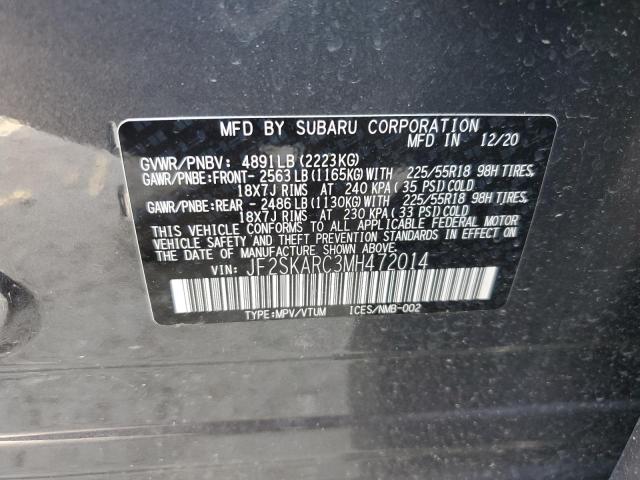 MFD BY SUBARU CORPORATION
MFD IN 12/20
GVWR/PNBV: 4891LB(2223KG)
GAWR/PNBE:FRONT- 2563LB(1165KG)WITH 225/55R18 98H TIRES,
18X7J RIMS AT 240 KPA(35 PSI)COLD
GAWR/PNBE:REAR - 2486LB(1130KG)WITH 225/55R18 98H TIRES,
18X7J RIMS AT 230 KPA(33 PSI)COLD
THIS VEHICLE CONFORMS TO ALL APPLICABLE FEDERAL MOTOR
VEHICLE SAFETY AND THEFT PREVENTION STANDARDS IN EFFECT ON
THE DATE OF MANUFACTURE SHOWN ABOVE.
VIN: JF2SKARC3MH472014
TYPE:MPV/VTUM ICES/NMB-002